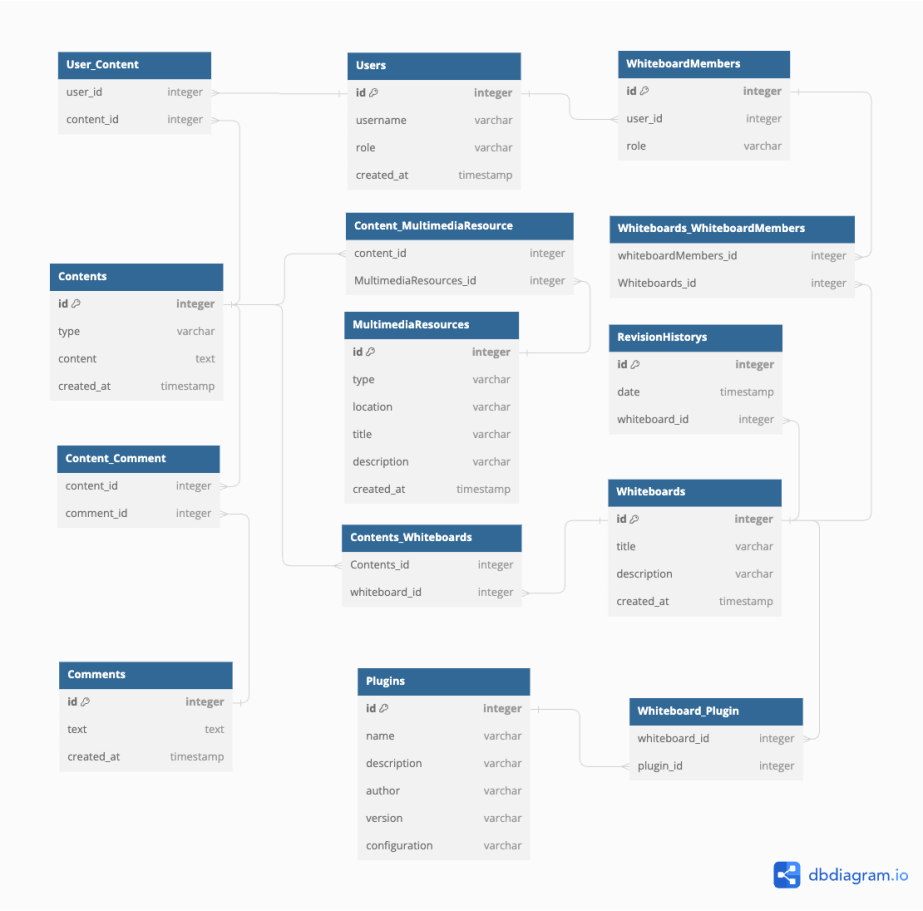 User_Content
user_id integer
content_id integer
Users
id integer
username varchar
role varchar
created_at timestamp
WhiteboardMembers
id integer
user_id integer
role varchar
Content_MultimediaResource
content_id integer
MultimediaResources_id integer
Whiteboards_WhiteboardMembers
whiteboardMembers_id integer
Whiteboards_id integer
Contents
id integer
type varchar
content text
created_at timestamp
MultimediaResources
id integer
type varchar
location varchar
title varchar
description varchar
created_at timestamp
RevisionHistorys
id integer
date timestamp
whiteboard_id integer
Content_Comment
content_id integer
comment_id integer
Whiteboards
id integer
title varchar
description varchar
created_at timestamp
Contents_Whiteboards
Contents_id integer
whiteboard_id integer
Comments
id integer
text text
created_at timestamp
Plugins
id integer
name varchar
description varchar
author varchar
version varchar
configuration varchar
Whiteboard_Plugin
whiteboard_id integer
plugin_id integer
dbdiagram.io